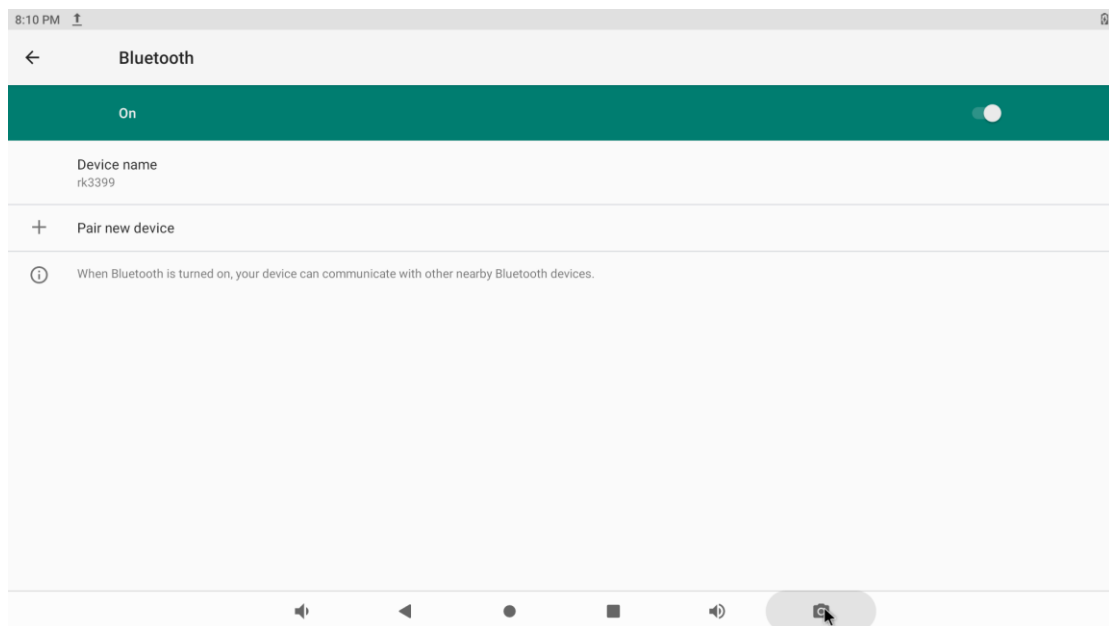 8:10 PM
Bluetooth
On
Device name
rk3399
Pair new device
When Bluetooth is turned on, your device can communicate with other nearby Bluetooth devices.